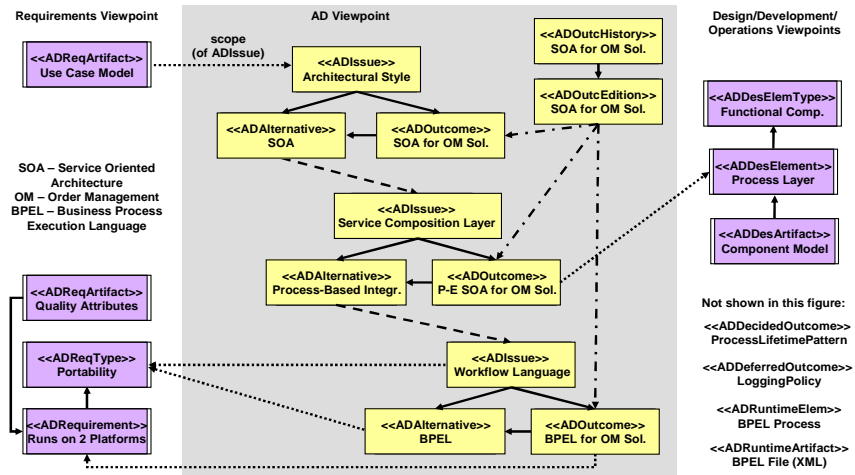 Requirements Viewpoint
AD Viewpoint
Design/Development/
Operations Viewpoints
<<ADReqArtifact>>
Use Case Model
scope
(of ADIssue)
<<ADIssue>>
Architectural Style
<<ADOutcHistory>
SOA for OM Sol.
<<ADOutcEdition>>
SOA for OM Sol.
<<ADDesElemType>>
Functional Comp.
<<ADAlternative>>
SOA
<<ADOutcome>>
SOA for OM Sol.
SOA – Service Oriented
Architecture
OM – Order Management
BPEL – Business Process
Execution Language
<<ADDesElement>>
Process Layer
<<ADIssue>>
Service Composition Layer
<<ADDesArtifact>>
Component Model
<<ADAlternative>>
Process-Based Integr.
<<ADOutcome>>
P-E SOA for OM Sol.
<<ADReqArtifact>>
Quality Attributes
Not shown in this figure:
<<ADDecidedOutcome>>
ProcessLifetimePattern
<<ADReqType>>
Portability
<<ADIssue>>
Workflow Language
<<ADDeferredOutcome>>
LoggingPolicy
<<ADRequirement>>
Runs on 2 Platforms
<<ADAlternative>>
BPEL
<<ADOutcome>>
BPEL for OM Sol.
<<ADRuntimeElem>>
BPEL Process
<<ADRuntimeArtifact>>
BPEL File (XML)